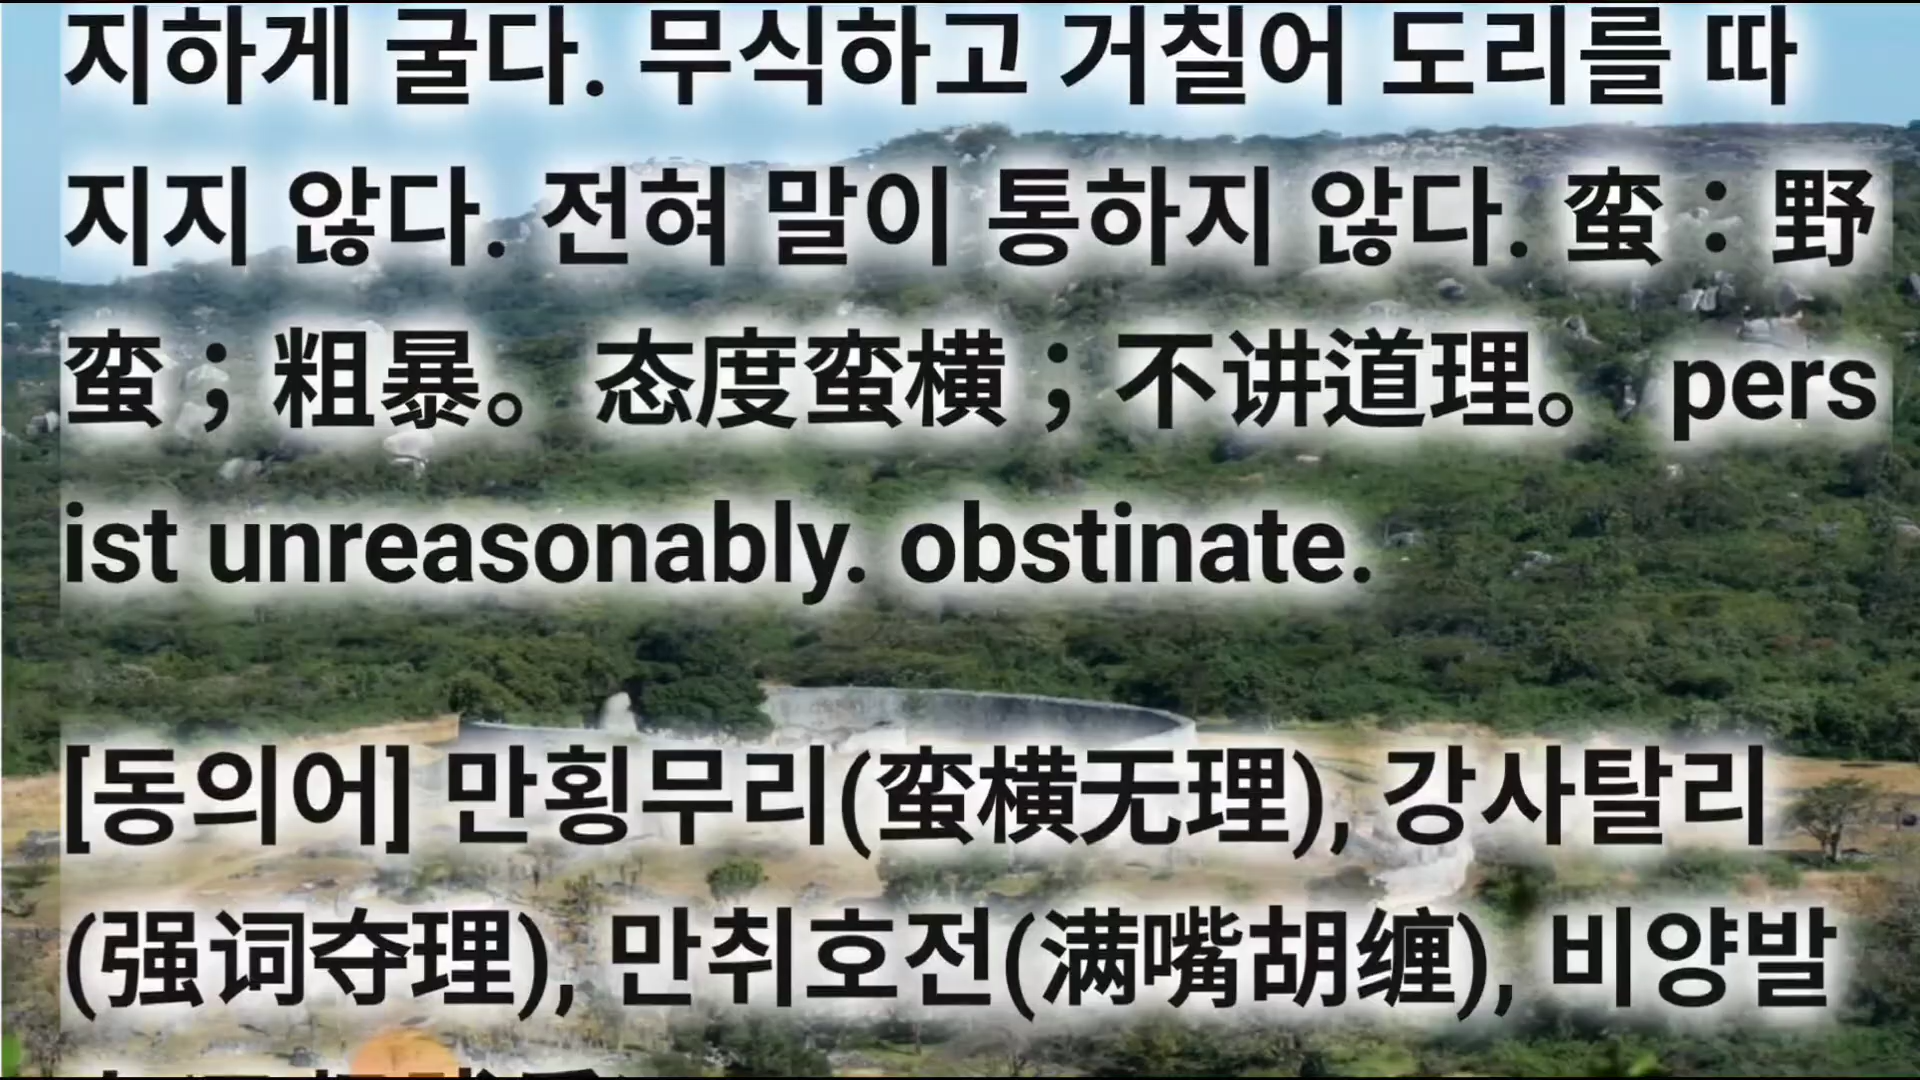 지하게 굴다. 무식하고 거칠어 도리를 따
지지 않다. 전혀 말이 통하지 않다. 蛮：野
蛮；粗暴。态度蛮横；不讲道理。 pers
ist unreasonably. obstinate.
[동의어] 만횡무리(蛮横无理), 강사탈리
(强词夺理), 만취호전(满嘴胡缠), 비양발